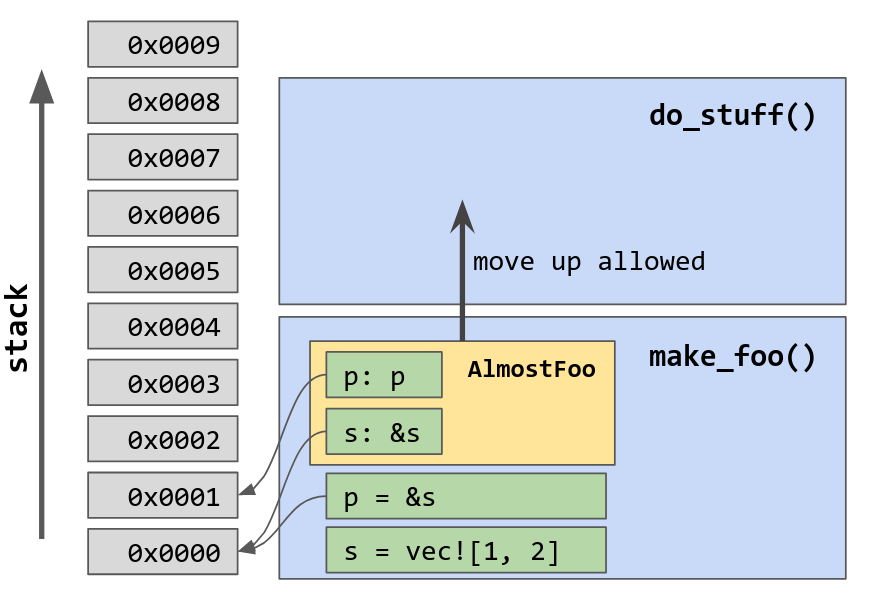 0x0009
0x0008
0x0007
0x0006
0x0005
0x0004
0x0003
0x0002
0x0001
0x0000
stack
do_stuff()
move up allowed
make_foo()
AlmostFoo
p: p
s: &s
p = &s
s = vec![1, 2]